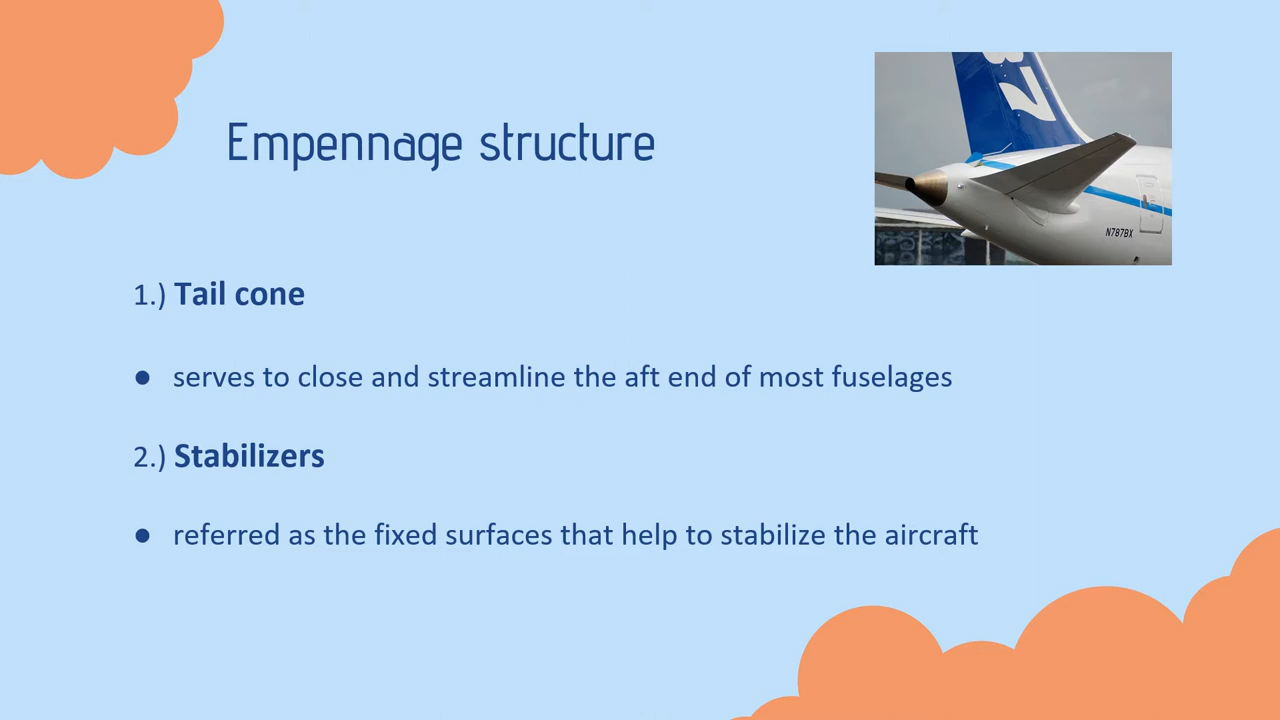 Empennage structure
N787BX
1.) Tail cone
● serves to close and streamline the aft end of most fuselages
2.) Stabilizers
● referred as the fixed surfaces that help to stabilize the aircraft